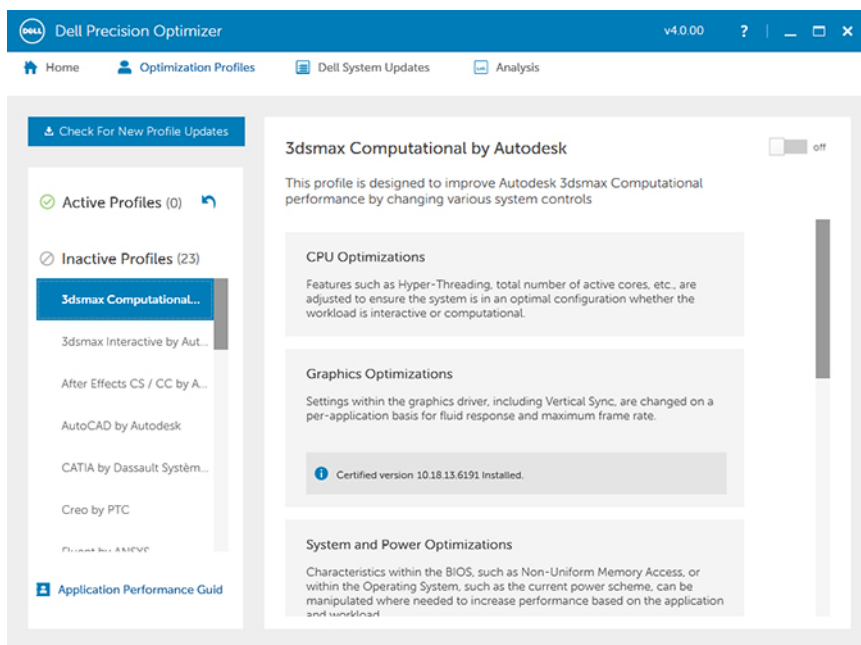 DELL Dell Precision Optimizer v4.0.00 ?
Home Optimization Profiles Dell System Updates Analysis
Check For New Profile Updates
Active Profiles (0)
Inactive Profiles (23)
3dsmax Computational...
3dsmax Interactive by Aut...
After Effects CS / CC by A...
AutoCAD by Autodesk
CATIA by Dassault Systèm...
Creo by PTC
Fluent by ANSYS
Application Performance Guid
3dsmax Computational by Autodesk
off
This profile is designed to improve Autodesk 3dsmax Computational
performance by changing various system controls
CPU Optimizations
Features such as Hyper-Threading, total number of active cores, etc., are
adjusted to ensure the system is in an optimal configuration whether the
workload is interactive or computational.
Graphics Optimizations
Settings within the graphics driver, including Vertical Sync, are changed on a
per-application basis for fluid response and maximum frame rate.
Certified version 10.18.13.6191 Installed.
System and Power Optimizations
Characteristics within the BIOS, such as Non-Uniform Memory Access, or
within the Operating System, such as the current power scheme, can be
manipulated where needed to increase performance based on the application
and workload